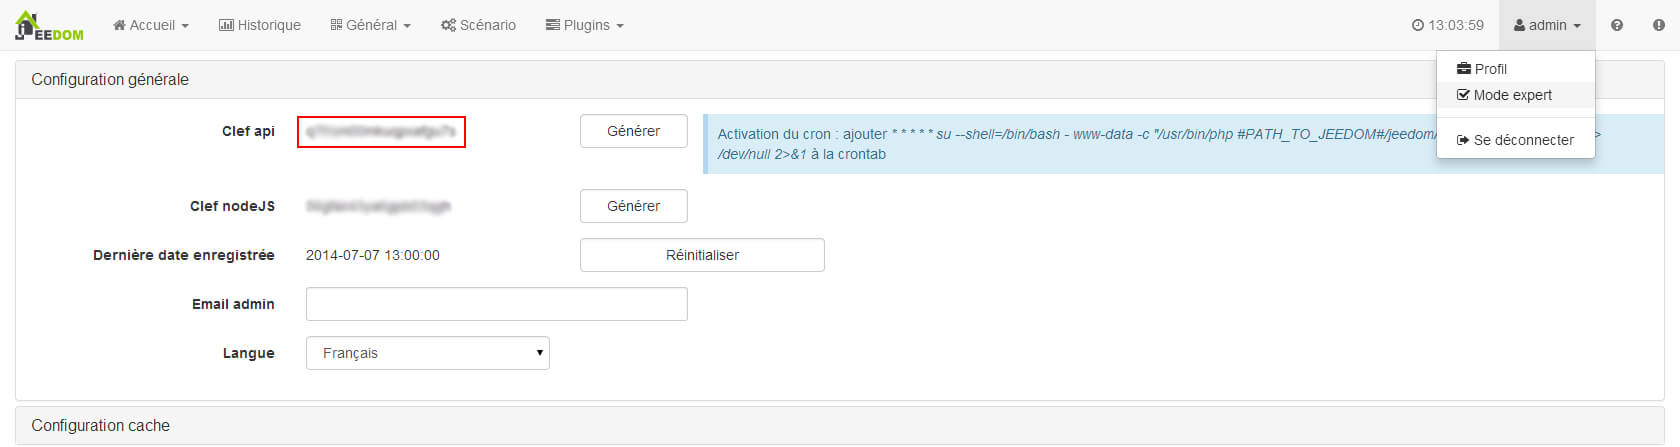 JEEDOM Accueil Historique Général Scénario Plugins 13:03:59 admin
Profil
Mode expert
Se déconnecter
Configuration générale
Clef api Générer
Activation du cron : ajouter * * * * * su --shell=/bin/bash - www-data -c "/usr/bin/php #PATH_TO_JEEDOM#/jeedom/ >
/dev/null 2>&1 à la crontab
Clef nodeJS Générer
Dernière date enregistrée 2014-07-07 13:00:00 Réinitialiser
Email admin
Langue Français
Configuration cache